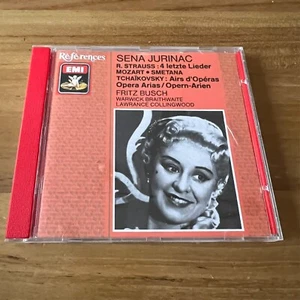 Références
EMI
SENA JURINAC
R. STRAUSS : 4 letzte Lieder
MOZART • SMETANA
TCHAÏKOVSKY : Airs d'Opéras
Opera Arias / Opern-Arien
FRITZ BUSCH
WARWICK BRAITHWAITE
LAWRANCE COLLINGWOOD